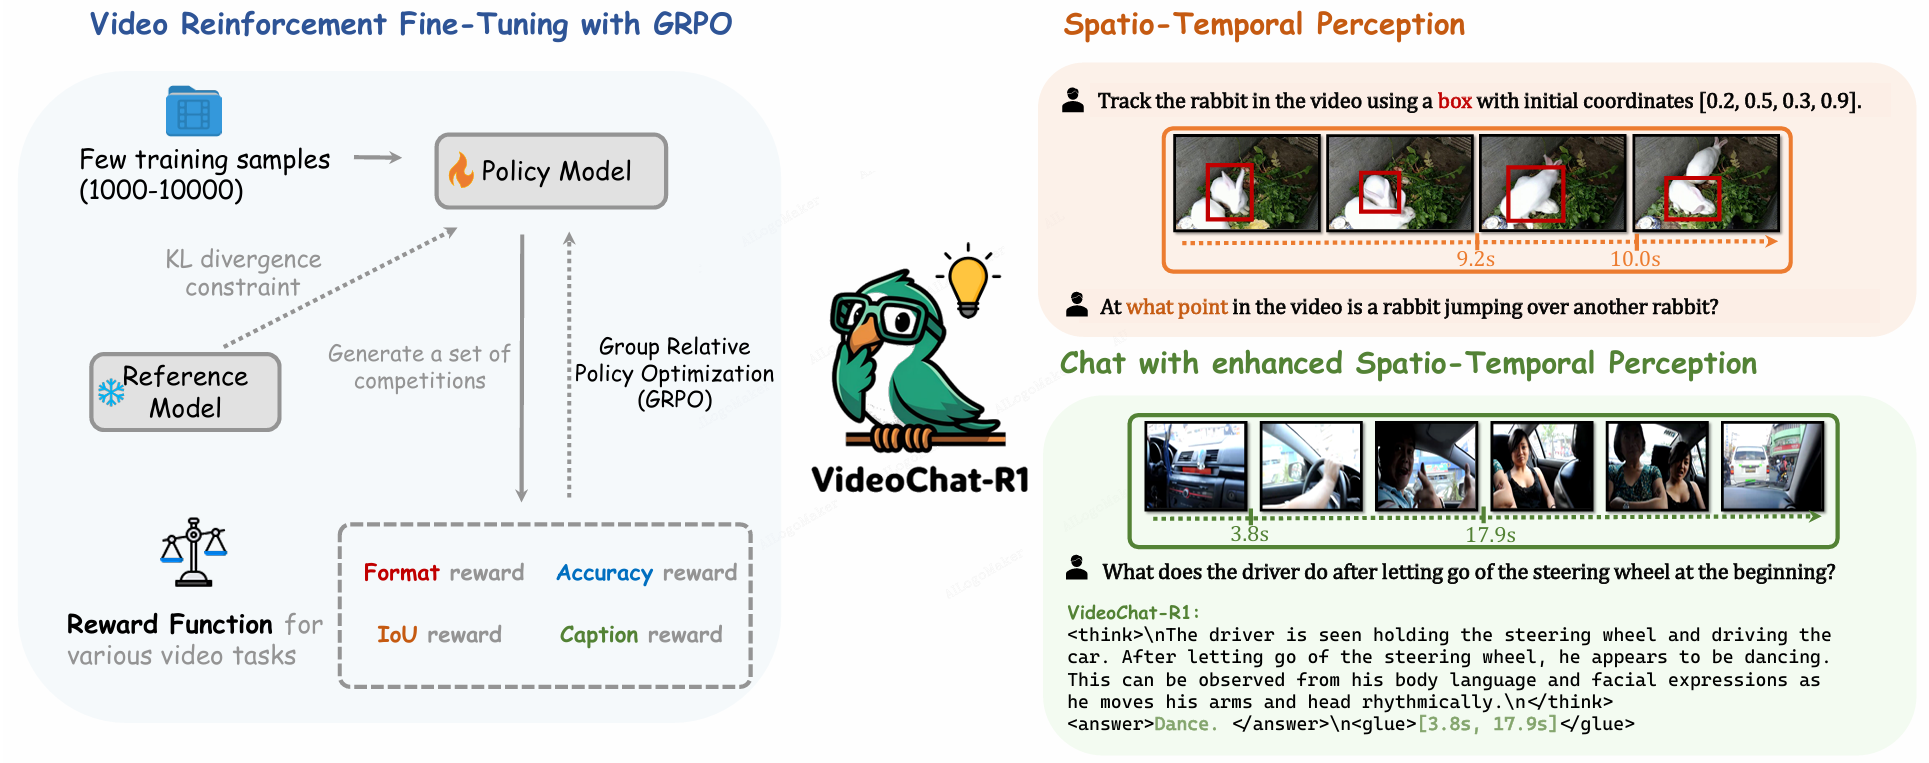 Video Reinforcement Fine-Tuning with GRPO
Few training samples
(1000-10000)
Policy Model
KL divergence
constraint
Reference
Model
Generate a set of
competitions
Group Relative
Policy Optimization
(GRPO)
Reward Function for
various video tasks
Format reward
Accuracy reward
IoU reward
Caption reward
VideoChat-R1
Spatio-Temporal Perception
Track the rabbit in the video using a box with initial coordinates [0.2, 0.5, 0.3, 0.9].
9.2s
10.0s
At what point in the video is a rabbit jumping over another rabbit?
Chat with enhanced Spatio-Temporal Perception
3.8s
17.9s
What does the driver do after letting go of the steering wheel at the beginning?
VideoChat-R1:
<think>\nThe driver is seen holding the steering wheel and driving the
car. After letting go of the steering wheel, he appears to be dancing.
This can be observed from his body language and facial expressions as
he moves his arms and head rhythmically.\n</think>
<answer>Dance. </answer>\n<glue>[3.8s, 17.9s]</glue>